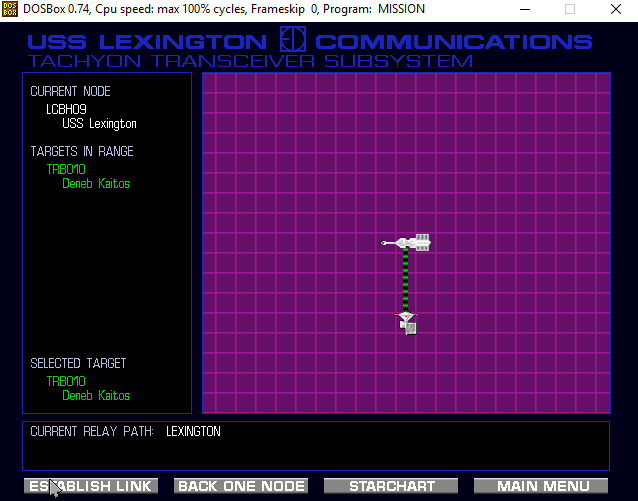 DOS
BOX
DOSBox 0.74, Cpu speed: max 100% cycles, Frameskip 0, Program: MISSION
USS LEXINGTON COMMUNICATIONS
TACHYON TRANSCEIVER SUBSYSTEM
CURRENT NODE
LCBH09
USS Lexington
TARGETS IN RANGE
TRB010
Deneb Kaitos
SELECTED TARGET
TRB010
Deneb Kaitos
CURRENT RELAY PATH: LEXINGTON
ESTABLISH LINK
BACK ONE NODE
STARCHART
MAIN MENU